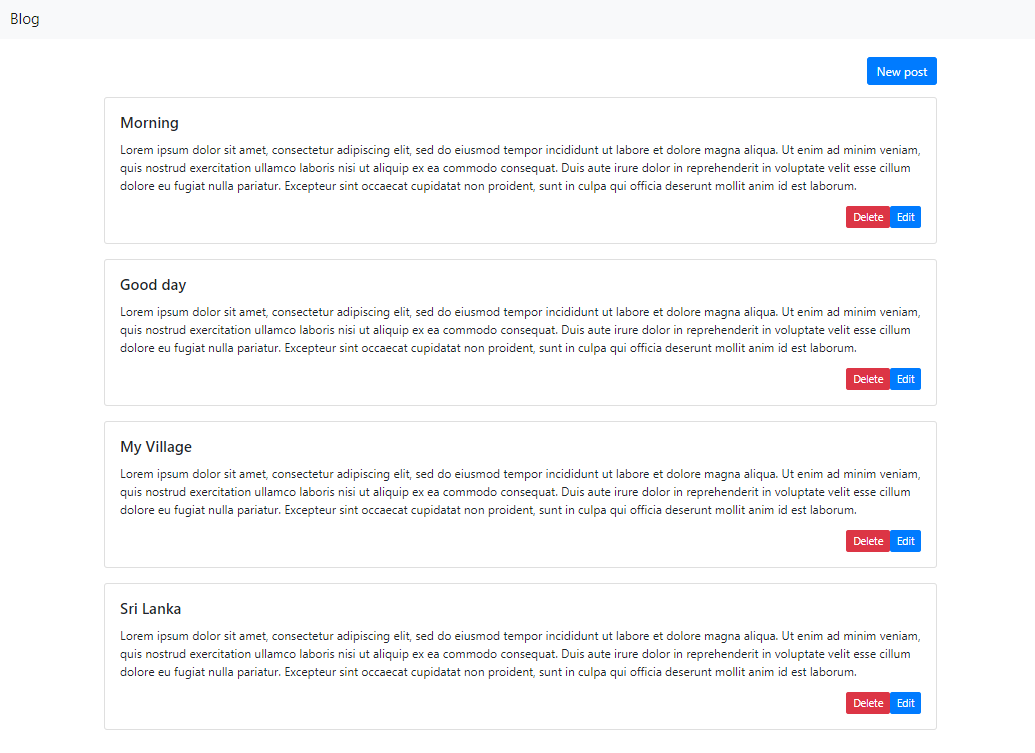 Blog
New post
Morning
Lorem ipsum dolor sit amet, consectetur adipiscing elit, sed do eiusmod tempor incididunt ut labore et dolore magna aliqua. Ut enim ad minim veniam,
quis nostrud exercitation ullamco laboris nisi ut aliquip ex ea commodo consequat. Duis aute irure dolor in reprehenderit in voluptate velit esse cillum
dolore eu fugiat nulla pariatur. Excepteur sint occaecat cupidatat non proident, sunt in culpa qui officia deserunt mollit anim id est laborum.
Delete Edit
Good day
Lorem ipsum dolor sit amet, consectetur adipiscing elit, sed do eiusmod tempor incididunt ut labore et dolore magna aliqua. Ut enim ad minim veniam,
quis nostrud exercitation ullamco laboris nisi ut aliquip ex ea commodo consequat. Duis aute irure dolor in reprehenderit in voluptate velit esse cillum
dolore eu fugiat nulla pariatur. Excepteur sint occaecat cupidatat non proident, sunt in culpa qui officia deserunt mollit anim id est laborum.
Delete Edit
My Village
Lorem ipsum dolor sit amet, consectetur adipiscing elit, sed do eiusmod tempor incididunt ut labore et dolore magna aliqua. Ut enim ad minim veniam,
quis nostrud exercitation ullamco laboris nisi ut aliquip ex ea commodo consequat. Duis aute irure dolor in reprehenderit in voluptate velit esse cillum
dolore eu fugiat nulla pariatur. Excepteur sint occaecat cupidatat non proident, sunt in culpa qui officia deserunt mollit anim id est laborum.
Delete Edit
Sri Lanka
Lorem ipsum dolor sit amet, consectetur adipiscing elit, sed do eiusmod tempor incididunt ut labore et dolore magna aliqua. Ut enim ad minim veniam,
quis nostrud exercitation ullamco laboris nisi ut aliquip ex ea commodo consequat. Duis aute irure dolor in reprehenderit in voluptate velit esse cillum
dolore eu fugiat nulla pariatur. Excepteur sint occaecat cupidatat non proident, sunt in culpa qui officia deserunt mollit anim id est laborum.
Delete Edit